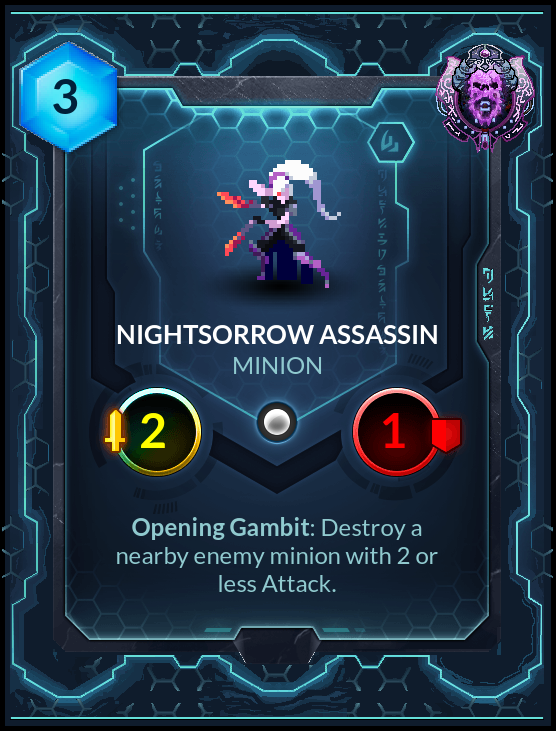 3
NIGHTSORROW ASSASSIN
MINION
2
1
Opening Gambit: Destroy a
nearby enemy minion with 2 or
less Attack.